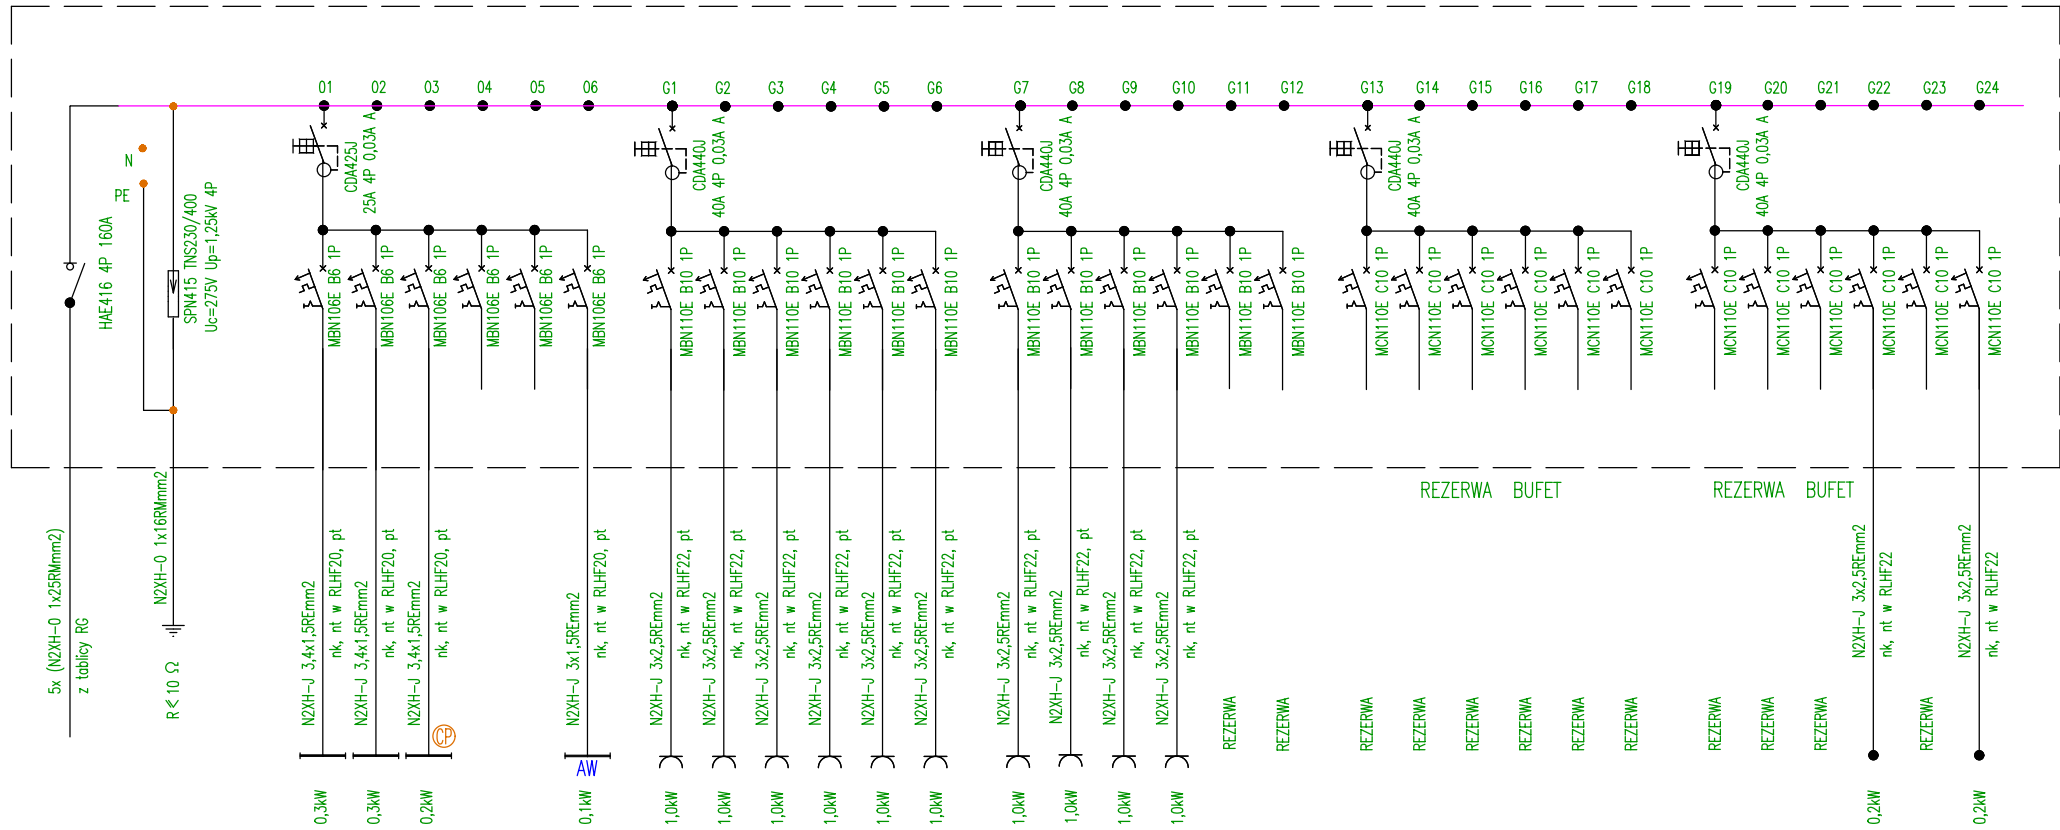 O1 O2 O3 O4 O5 O6 G1 G2 G3 G4 G5 G6 G7 G8 G9 G10 G11 G12 G13 G14 G15 G16 G17 G18 G19 G20 G21 G22 G23 G24
N
PE
HAE416 4P 160A
SPN415 TNS230/400
Uc=275V Up=1,25kV 4P
CDA425J
25A 4P 0,03A A
CDA440J
40A 4P 0,03A A
CDA440J
40A 4P 0,03A A
CDA440J
40A 4P 0,03A A
CDA440J
40A 4P 0,03A A
MBN106E B6 1P
MBN106E B6 1P
MBN106E B6 1P
MBN106E B6 1P
MBN106E B6 1P
MBN106E B6 1P
MBN110E B10 1P
MBN110E B10 1P
MBN110E B10 1P
MBN110E B10 1P
MBN110E B10 1P
MBN110E B10 1P
MBN110E B10 1P
MBN110E B10 1P
MBN110E B10 1P
MBN110E B10 1P
MBN110E B10 1P
MBN110E B10 1P
MCN110E C10 1P
MCN110E C10 1P
MCN110E C10 1P
MCN110E C10 1P
MCN110E C10 1P
MCN110E C10 1P
MCN110E C10 1P
MCN110E C10 1P
MCN110E C10 1P
MCN110E C10 1P
MCN110E C10 1P
MCN110E C10 1P
REZERWA BUFET
REZERWA BUFET
5x (N2XH-O 1x25RMmm2)
z tablicy RG
N2XH-O 1x16RMmm2
R≤10 Ω
N2XH-J 3,4x1,5REmm2
nk, nt w RLHF20, pt
N2XH-J 3,4x1,5REmm2
nk, nt w RLHF20, pt
N2XH-J 3,4x1,5REmm2
nk, nt w RLHF20, pt
CP
N2XH-J 3x1,5REmm2
nk, nt w RLHF20, pt
AW
N2XH-J 3x2,5REmm2
nk, nt w RLHF22, pt
N2XH-J 3x2,5REmm2
nk, nt w RLHF22, pt
N2XH-J 3x2,5REmm2
nk, nt w RLHF22, pt
N2XH-J 3x2,5REmm2
nk, nt w RLHF22, pt
N2XH-J 3x2,5REmm2
nk, nt w RLHF22, pt
N2XH-J 3x2,5REmm2
nk, nt w RLHF22, pt
N2XH-J 3x2,5REmm2
nk, nt w RLHF22, pt
N2XH-J 3x2,5REmm2
nk, nt w RLHF22, pt
N2XH-J 3x2,5REmm2
nk, nt w RLHF22, pt
N2XH-J 3x2,5REmm2
nk, nt w RLHF22, pt
REZERWA
REZERWA
REZERWA
REZERWA
REZERWA
REZERWA
REZERWA
REZERWA
REZERWA
REZERWA
REZERWA
N2XH-J 3x2,5REmm2
nk, nt w RLHF22
REZERWA
N2XH-J 3x2,5REmm2
nk, nt w RLHF22
0,3kW
0,3kW
0,2kW
0,1kW
1,0kW
1,0kW
1,0kW
1,0kW
1,0kW
1,0kW
1,0kW
1,0kW
1,0kW
1,0kW
0,2kW
0,2kW